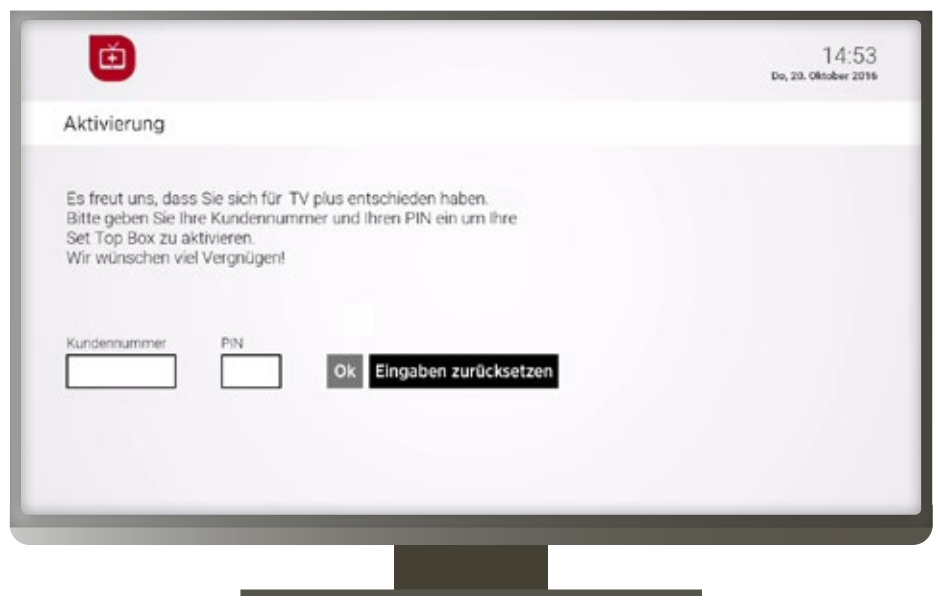 14:53
Do, 20. Oktober 2016
Aktivierung
Es freut uns, dass Sie sich für TV plus entschieden haben.
Bitte geben Sie Ihre Kundennummer und Ihren PIN ein um Ihre
Set Top Box zu aktivieren.
Wir wünschen viel Vergnügen!
Kundennummer PIN
Ok Eingaben zurücksetzen